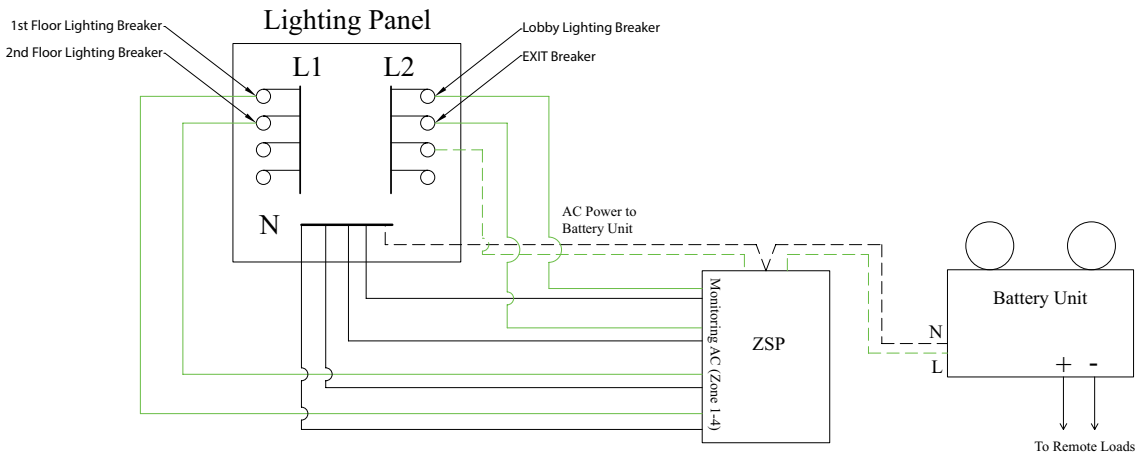 Lighting Panel
1st Floor Lighting Breaker
2nd Floor Lighting Breaker
Lobby Lighting Breaker
EXIT Breaker
L1
L2
N
AC Power to
Battery Unit
Monitoring AC (Zone 1-4)
ZSP
Battery Unit
N
L
+ -
To Remote Loads